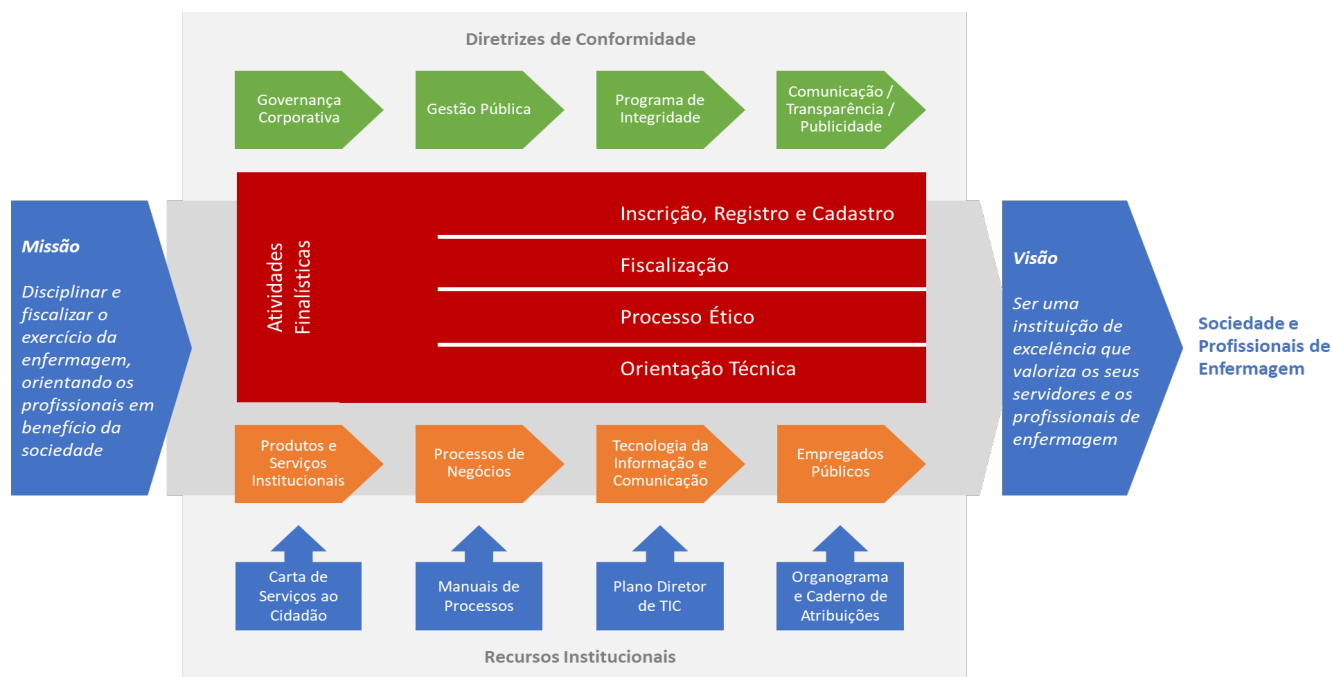 Diretrizes de Conformidade
Governança
Corporativa
Gestão Pública
Programa de
Integridade
Comunicação /
Transparência /
Publicidade
Missão
Disciplinar e
fiscalizar o
exercício da
enfermagem,
orientando os
profissionais em
benefício da
sociedade
Atividades
Finalísticas
Inscrição, Registro e Cadastro
Fiscalização
Processo Ético
Orientação Técnica
Visão
Ser uma
instituição de
excelência que
valoriza os seus
servidores e os
profissionais de
enfermagem
Sociedade e
Profissionais de
Enfermagem
Produtos e
Serviços
Institucionais
Processos de
Negócios
Tecnologia da
Informação e
Comunicação
Empregados
Públicos
Carta de
Serviços ao
Cidadão
Manuais de
Processos
Plano Diretor
de TIC
Organograma
e Caderno de
Atribuições
Recursos Institucionais